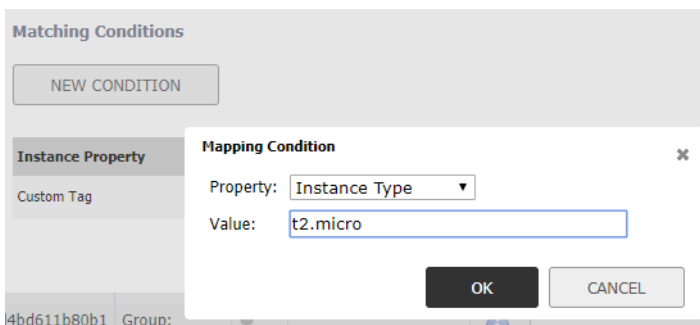 Matching Conditions
NEW CONDITION
Instance Property
Custom Tag
Mapping Condition
Property: Instance Type
Value: t2.micro
OK CANCEL
4bd611b80b1 Group: